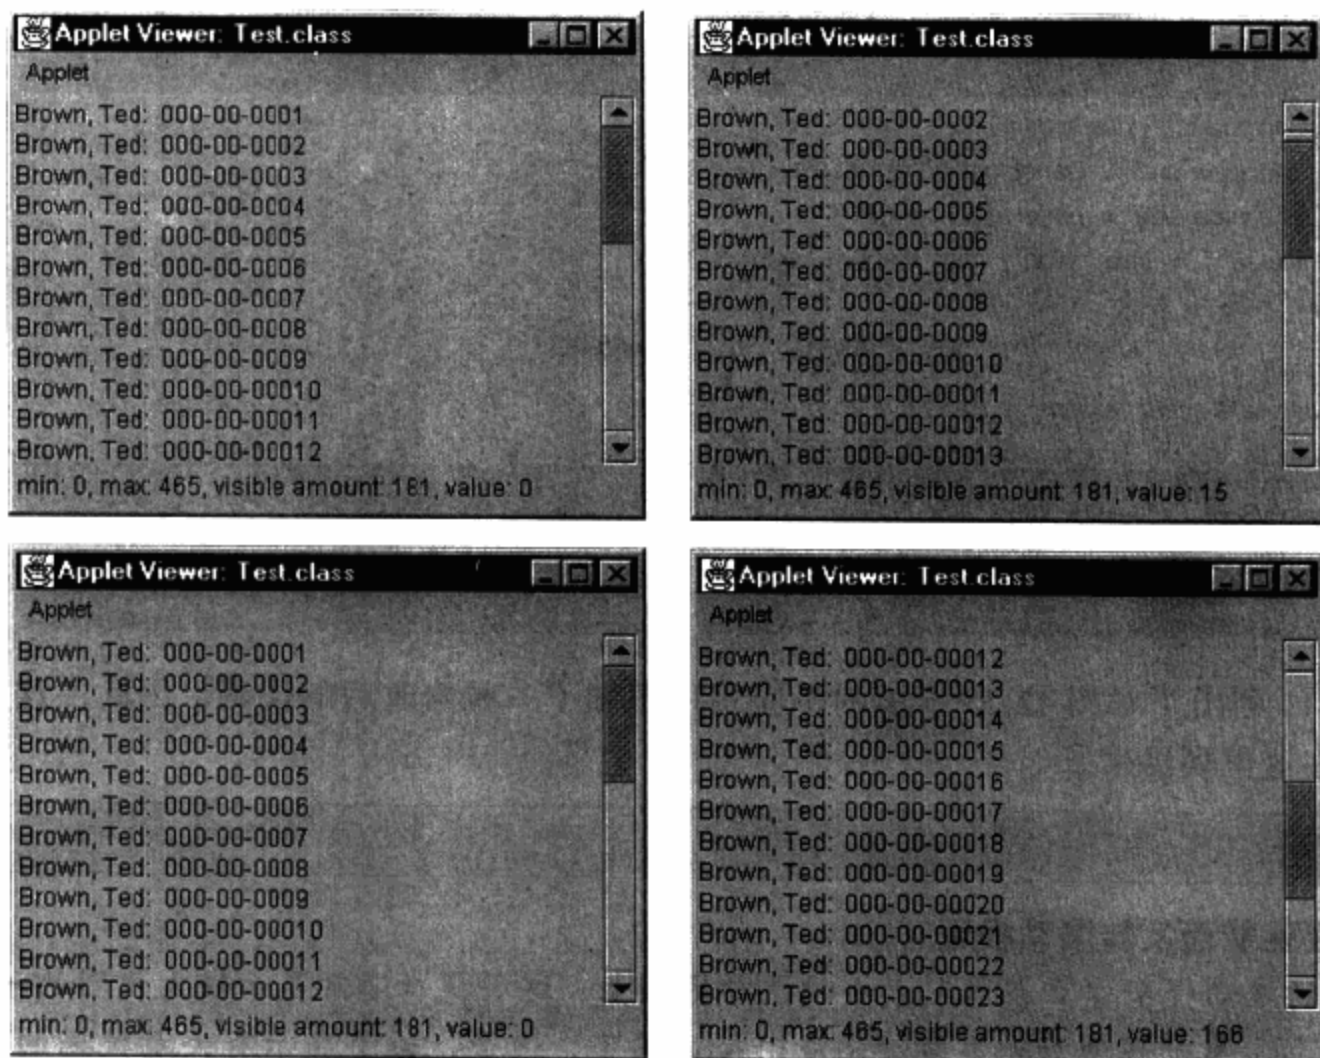 Applet Viewer: Test.class
Applet
Brown, Ted: 000-00-0001
Brown, Ted: 000-00-0002
Brown, Ted: 000-00-0003
Brown, Ted: 000-00-0004
Brown, Ted: 000-00-0005
Brown, Ted: 000-00-0006
Brown, Ted: 000-00-0007
Brown, Ted: 000-00-0008
Brown, Ted: 000-00-0009
Brown, Ted: 000-00-00010
Brown, Ted: 000-00-00011
Brown, Ted: 000-00-00012
min: 0, max: 465, visible amount: 181, value: 0
Applet Viewer: Test.class
Applet
Brown, Ted: 000-00-0002
Brown, Ted: 000-00-0003
Brown, Ted: 000-00-0004
Brown, Ted: 000-00-0005
Brown, Ted: 000-00-0006
Brown, Ted: 000-00-0007
Brown, Ted: 000-00-0008
Brown, Ted: 000-00-0009
Brown, Ted: 000-00-00010
Brown, Ted: 000-00-00011
Brown, Ted: 000-00-00012
Brown, Ted: 000-00-00013
min: 0, max: 465, visible amount: 181, value: 15
Applet Viewer: Test.class
Applet
Brown, Ted: 000-00-0001
Brown, Ted: 000-00-0002
Brown, Ted: 000-00-0003
Brown, Ted: 000-00-0004
Brown, Ted: 000-00-0005
Brown, Ted: 000-00-0006
Brown, Ted: 000-00-0007
Brown, Ted: 000-00-0008
Brown, Ted: 000-00-0009
Brown, Ted: 000-00-00010
Brown, Ted: 000-00-00011
Brown, Ted: 000-00-00012
min: 0, max: 465, visible amount: 181, value: 0
Applet Viewer: Test.class
Applet
Brown, Ted: 000-00-00012
Brown, Ted: 000-00-00013
Brown, Ted: 000-00-00014
Brown, Ted: 000-00-00015
Brown, Ted: 000-00-00016
Brown, Ted: 000-00-00017
Brown, Ted: 000-00-00018
Brown, Ted: 000-00-00019
Brown, Ted: 000-00-00020
Brown, Ted: 000-00-00021
Brown, Ted: 000-00-00022
Brown, Ted: 000-00-00023
min: 0, max: 465, visible amount: 181, value: 166